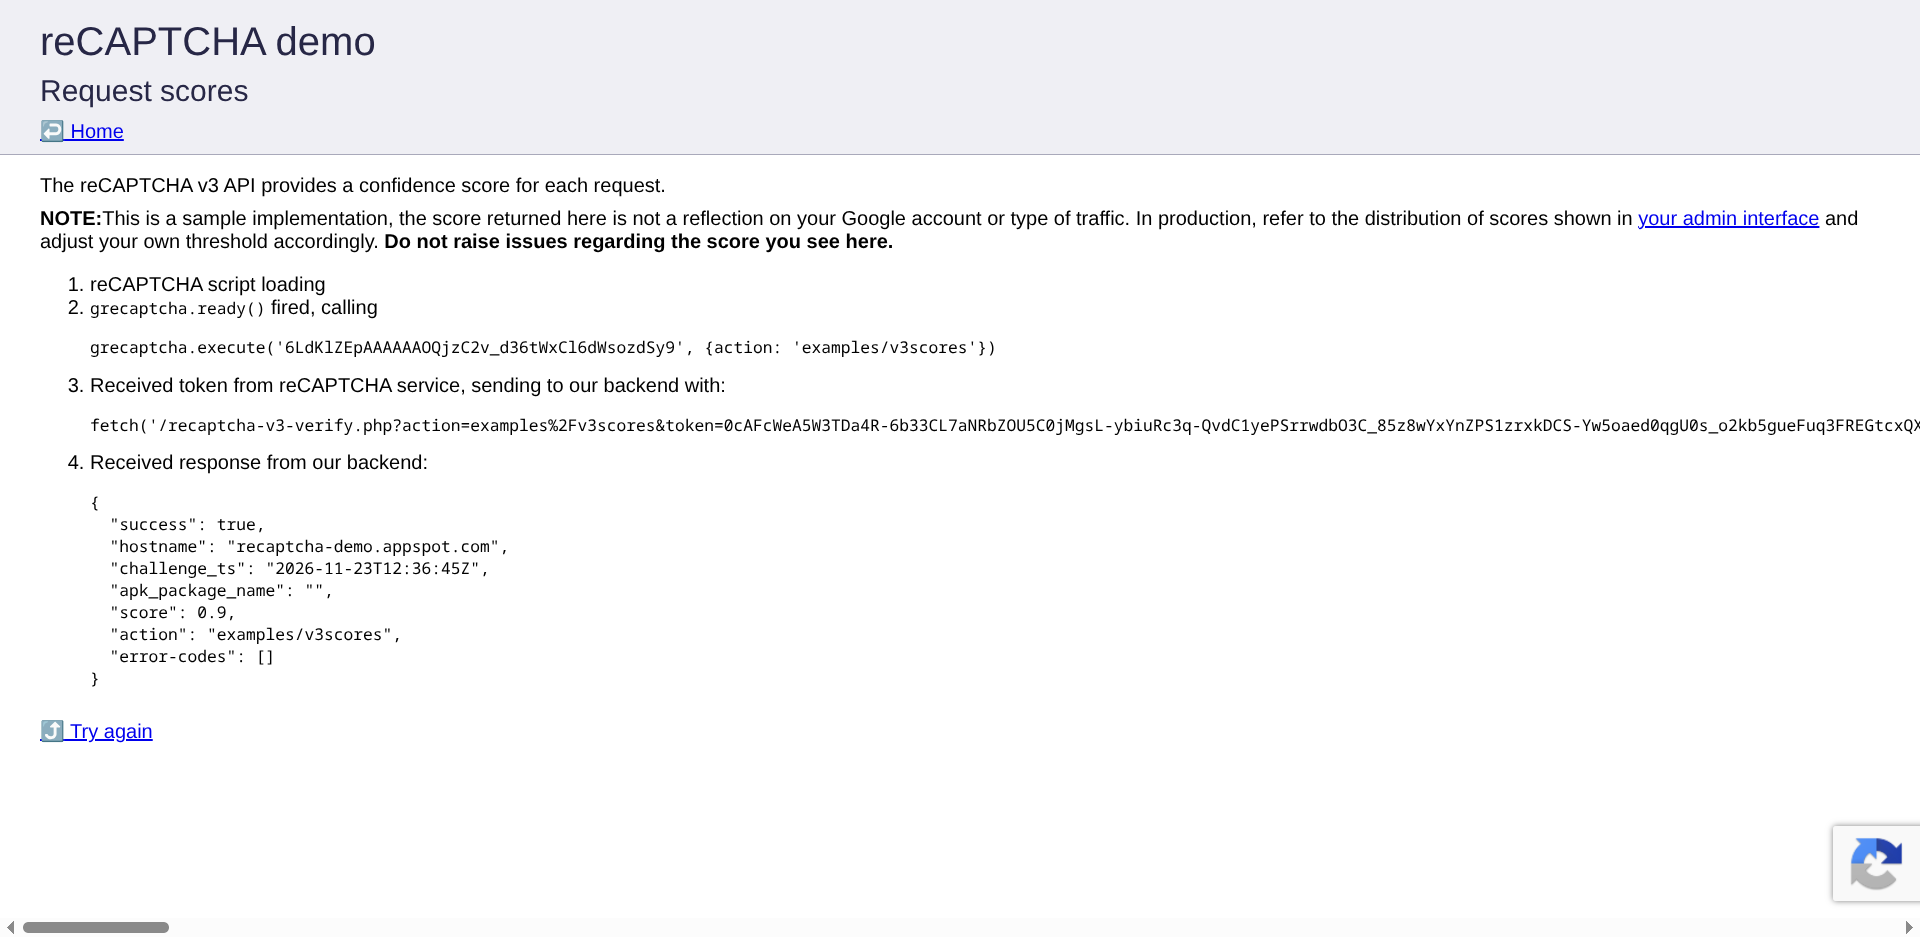 reCAPTCHA demo
Request scores
↩️ Home
The reCAPTCHA v3 API provides a confidence score for each request.
NOTE:This is a sample implementation, the score returned here is not a reflection on your Google account or type of traffic. In production, refer to the distribution of scores shown in your admin interface and
adjust your own threshold accordingly. Do not raise issues regarding the score you see here.
1. reCAPTCHA script loading
2. grecaptcha.ready() fired, calling
grecaptcha.execute('6LdKlZEpAAAAAAOQjzC2v_d36tWxCl6dWsozdSy9', {action: 'examples/v3scores'})
3. Received token from reCAPTCHA service, sending to our backend with:
fetch('/recaptcha-v3-verify.php?action=examples%2Fv3scores&token=0cAFcWeA5W3TDa4R-6b33CL7aNRbZOU5C0jMgsL-ybiuRc3q-QvdC1yePSrrwdbO3C_85z8wYxYnZPS1zrxkDCS-Yw5oaed0qgU0s_o2kb5gueFuq3FREGtcxQX
4. Received response from our backend:
{
  "success": true,
  "hostname": "recaptcha-demo.appspot.com",
  "challenge_ts": "2026-11-23T12:36:45Z",
  "apk_package_name": "",
  "score": 0.9,
  "action": "examples/v3scores",
  "error-codes": []
}
⤴️ Try again